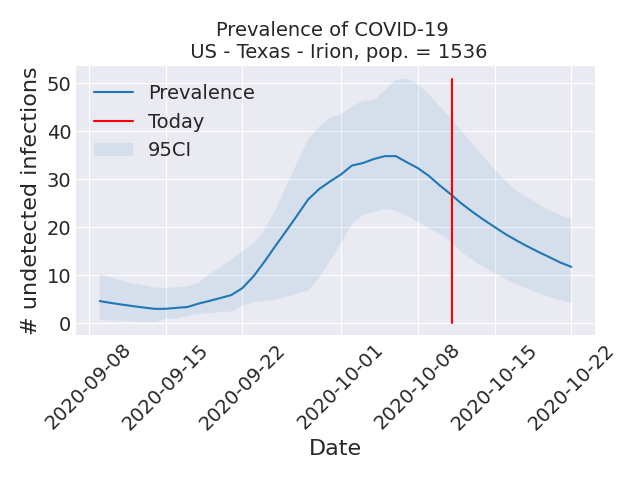 Prevalence of COVID-19
US - Texas - Irion, pop. = 1536
# undetected infections
50
40
30
20
10
0
Prevalence
Today
95CI
2020-09-08
2020-09-15
2020-09-22
2020-10-01
2020-10-08
2020-10-15
2020-10-22
Date